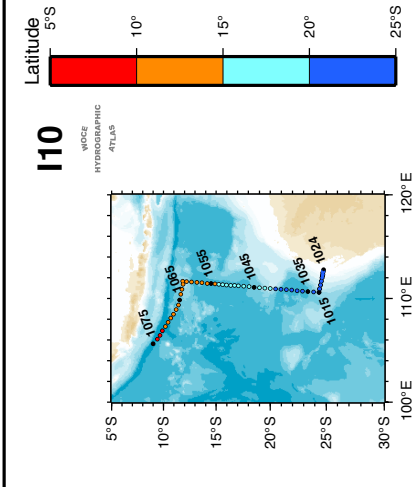 I10
WOCE
HYDROGRAPHIC
ATLAS
Latitude
5°S
10°
15°
20°
25°S
5°S
10°S
15°S
20°S
25°S
30°S
100°E
110°E
120°E
1075
1065
1055
1045
1035
1024
1015